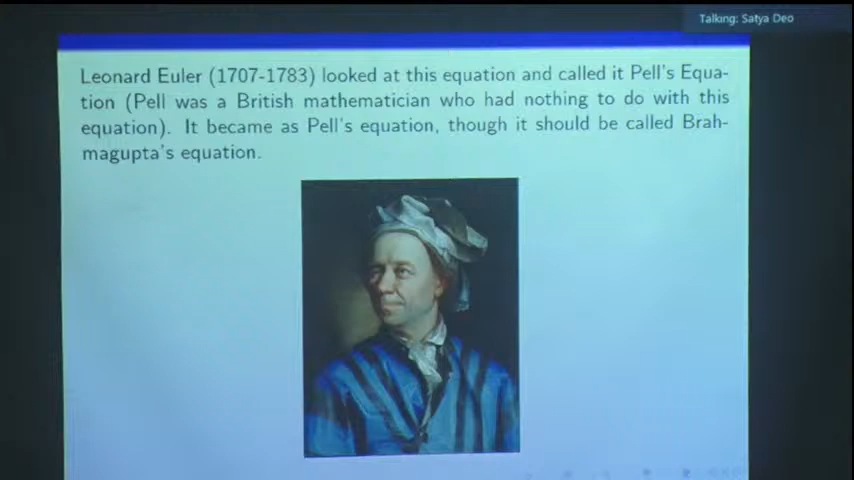 Talking: Satya Deo
Leonard Euler (1707-1783) looked at this equation and called it Pell's Equa-
tion (Pell was a British mathematician who had nothing to do with this
equation). It became as Pell's equation, though it should be called Brah-
magupta's equation.